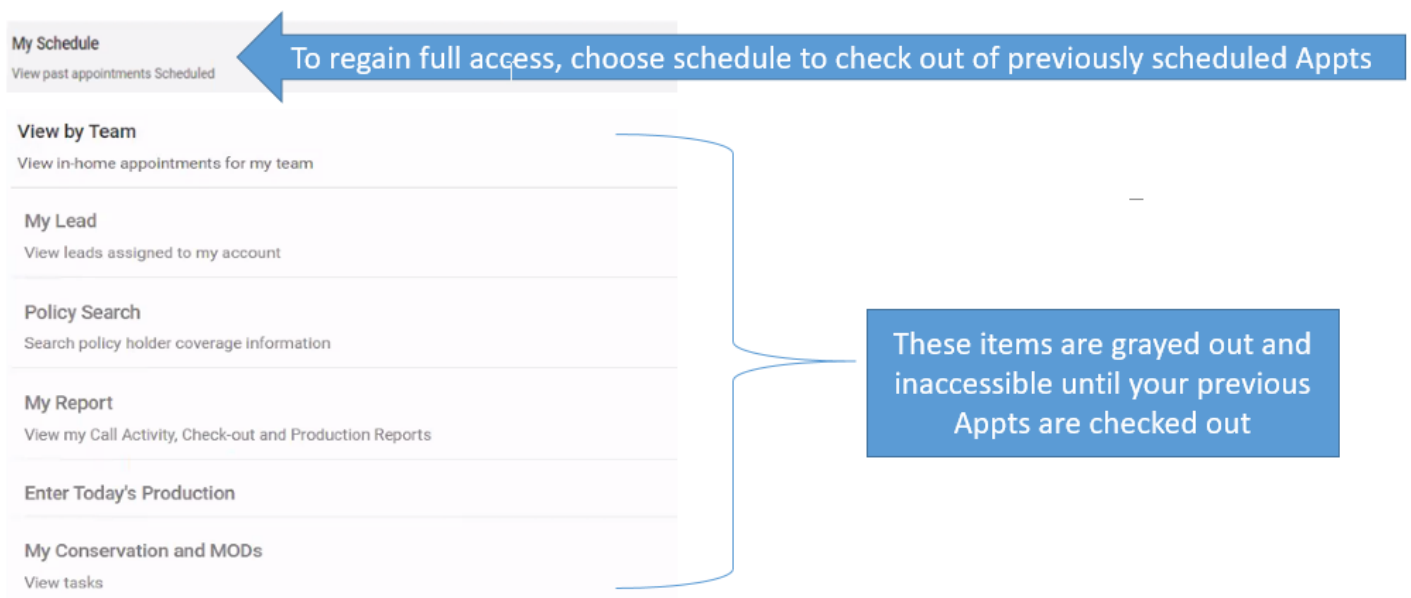 My Schedule
View past appointments Scheduled
To regain full access, choose schedule to check out of previously scheduled Appts
View by Team
View in-home appointments for my team
My Lead
View leads assigned to my account
Policy Search
Search policy holder coverage information
My Report
View my Call Activity, Check-out and Production Reports
Enter Today's Production
My Conservation and MODs
View tasks
These items are grayed out and
inaccessible until your previous
Appts are checked out